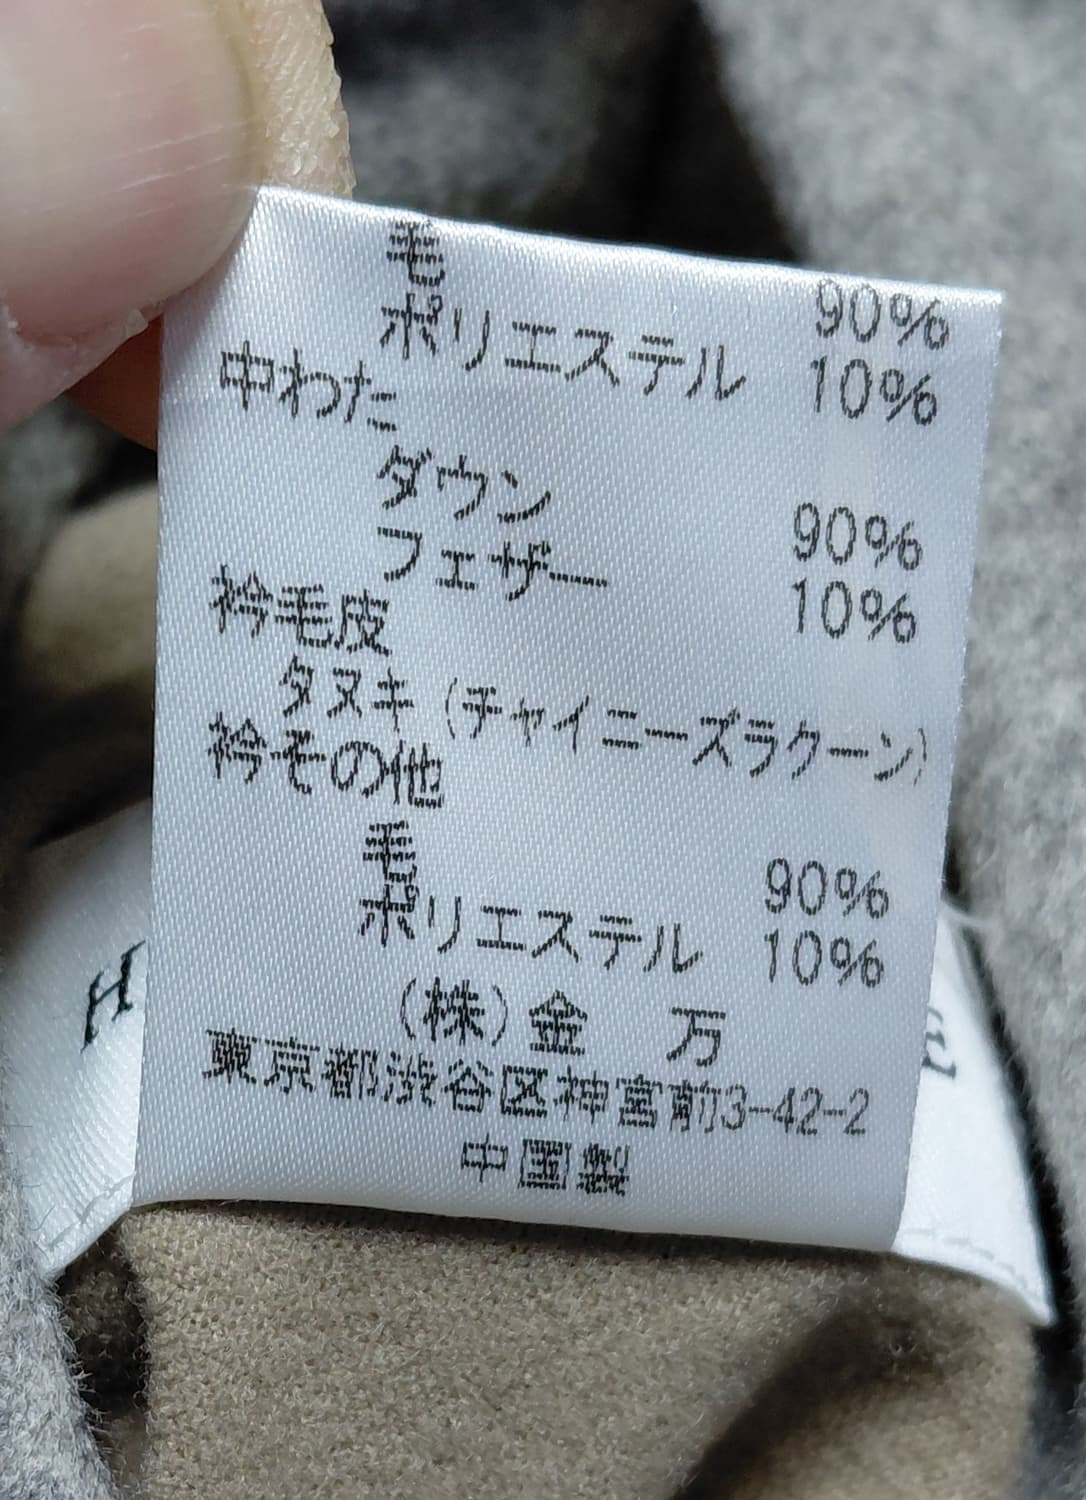 毛 90%
ポリエステル 10%
中わた
ダウン 90%
フェザー 10%
衿毛皮
タヌキ (チャイニーズラクーン)
衿その他
毛 90%
ポリエステル 10%
(株)金 万
東京都渋谷区神宮前3-42-2
中国製
H
E